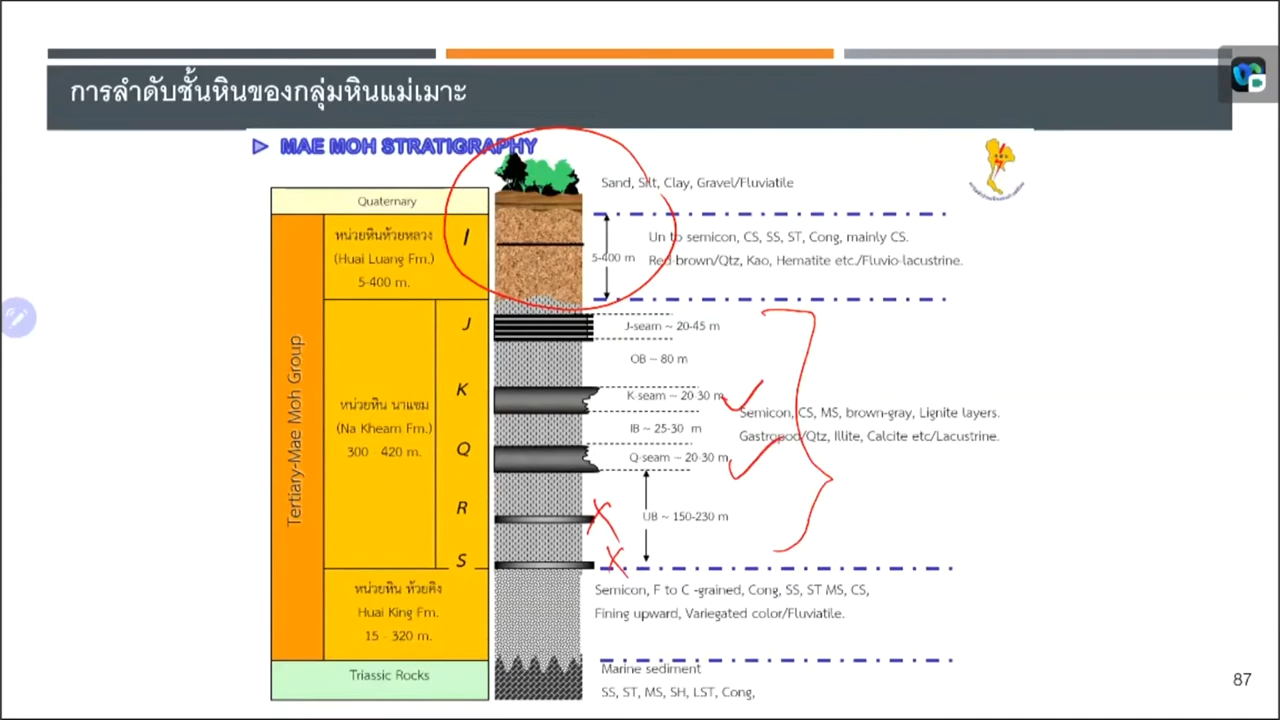 การลำดับชั้นหินของกลุ่มหินแม่เมาะ
MAE MOH STRATIGRAPHY
Sand, Silt, Clay, Gravel/Fluviatile
Quaternary
Tertiary-Mae Moh Group
หน่วยหินห้วยหลวง
(Huai Luang Fm.)
5-400 m.
I
5-400 m
Un to semicon, CS, SS, ST, Cong, mainly CS.
Red-brown/Qtz, Kao, Hematite etc./Fluvio-lacustrine.
หน่วยหิน นาแขม
(Na Kheam Fm.)
300 - 420 m.
J
K
Q
R
S
J-seam ~ 20-45 m
OB ~ 80 m
K-seam ~ 20-30 m
IB ~ 25-30 m
Q-seam ~ 20-30 m
UB ~ 150-230 m
Semicon, CS, MS, brown-gray, Lignite layers.
Gastropod/Qtz, Illite, Calcite etc/Lacustrine.
หน่วยหิน ห้วยคิง
Huai King Fm.
15 - 320 m.
Semicon, F to C -grained, Cong, SS, ST MS, CS,
Fining upward, Variegated color/Fluviatile.
Triassic Rocks
Marine sediment
SS, ST, MS, SH, LST, Cong,
87